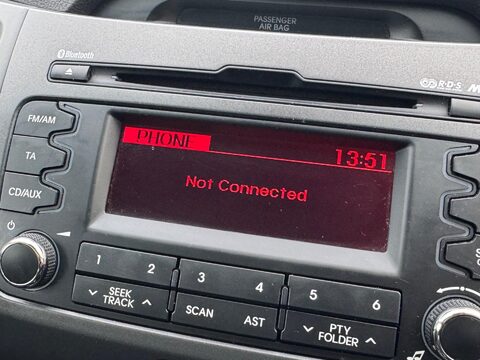 PASSENGER
AIR BAG
Bluetooth
R·D·S
FM/AM
TA
CD/AUX
PHONE
13:51
Not Connected
1 2 3 4 5 6
SEEK
TRACK
SCAN
AST
PTY
FOLDER